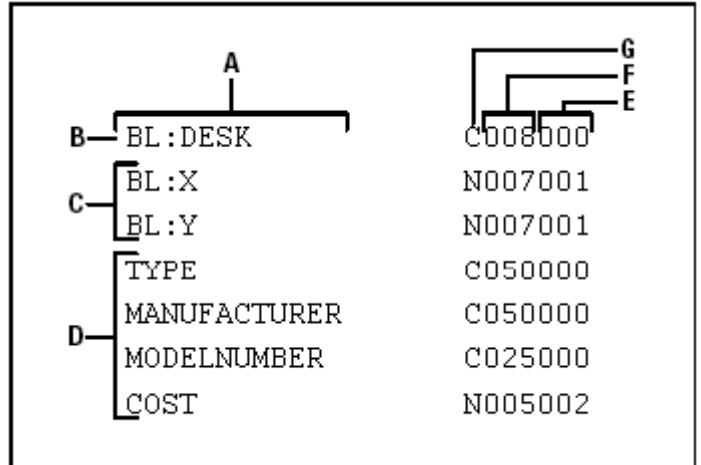 G
A F
E
B BL:DESK C008000
BL:X N007001
C
BL:Y N007001
TYPE C050000
MANUFACTURER C050000
D
MODELNUMBER C025000
COST N005002